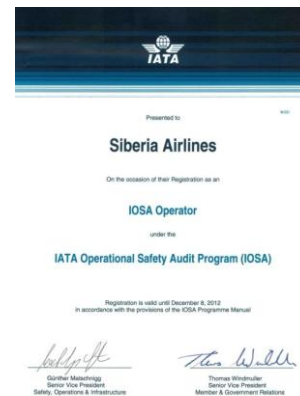 IATA
Presented to
Siberia Airlines
On the occasion of their Registration as an
IOSA Operator
under the
IATA Operational Safety Audit Program (IOSA)
Registration is valid until December 6, 2012
in accordance with the provisions of the IOSA Programme Manual
Günther Matschnigg
Senior Vice President
Safety, Operations & Infrastructure
Thomas Windmuller
Senior Vice President
Member & Government Relations